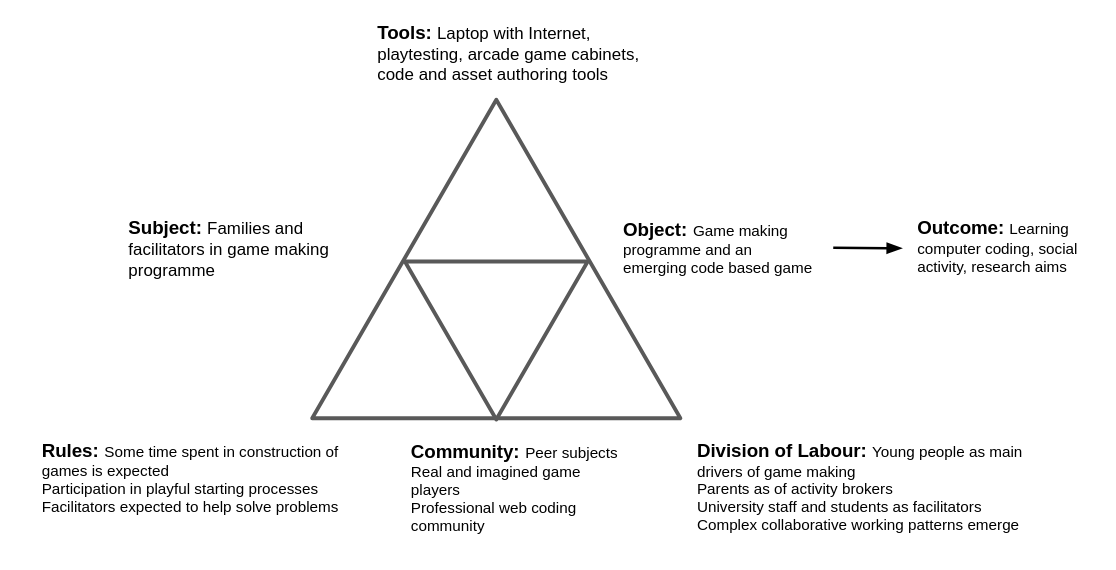 Tools: Laptop with Internet,
playtesting, arcade game cabinets,
code and asset authoring tools
Subject: Families and
facilitators in game making
programme
Object: Game making
programme and an
emerging code based game
Outcome: Learning
computer coding, social
activity, research aims
Rules: Some time spent in construction of
games is expected
Participation in playful starting processes
Facilitators expected to help solve problems
Community: Peer subjects
Real and imagined game
players
Professional web coding
community
Division of Labour: Young people as main
drivers of game making
Parents as of activity brokers
University staff and students as facilitators
Complex collaborative working patterns emerge